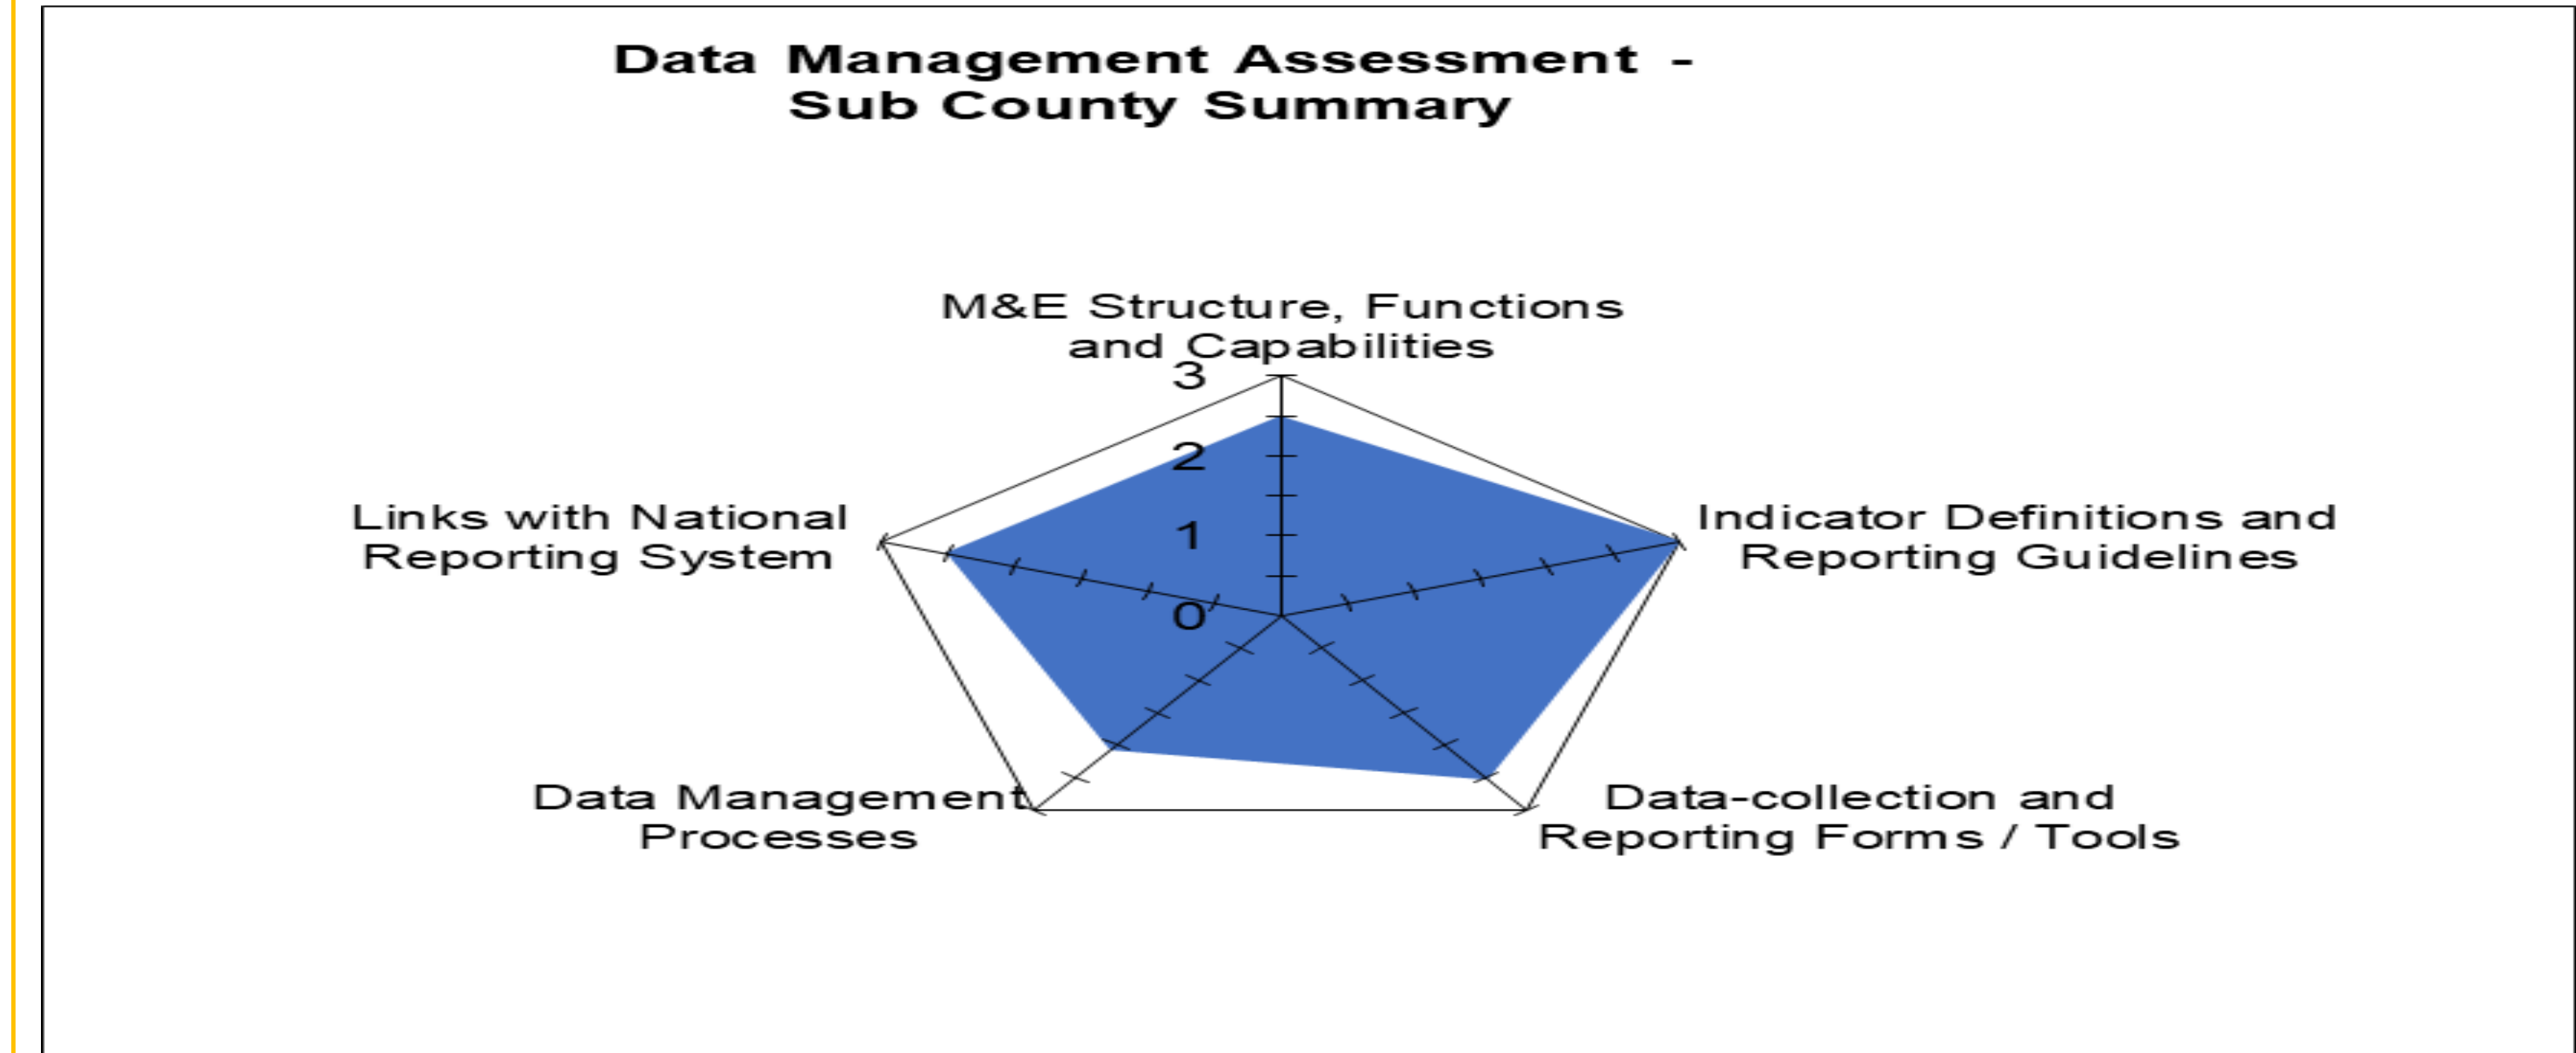 Data Management Assessment -
Sub County Summary
M&E Structure, Functions
and Capabilities
3
2
1
0
Indicator Definitions and
Reporting Guidelines
Data-collection and
Reporting Forms / Tools
Data Management
Processes
Links with National
Reporting System